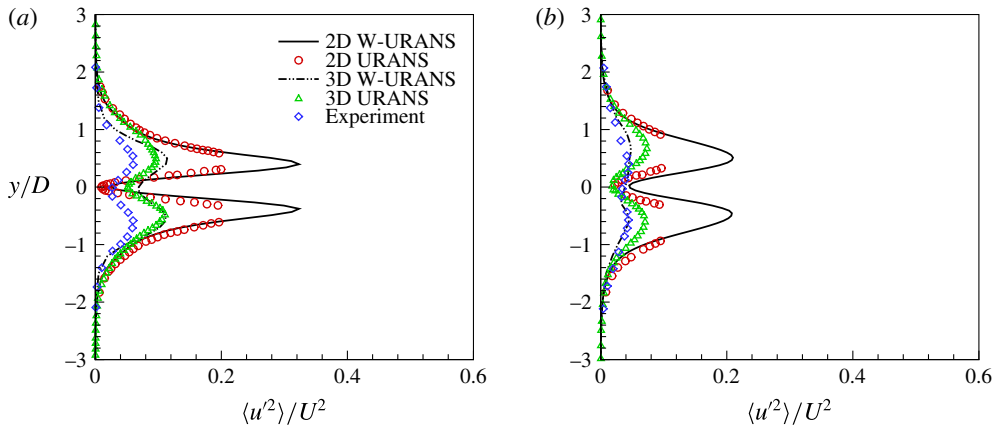 (a)
3
2
1
0
–1
–2
–3
y/D
0
0.2
0.4
0.6
⟨u′²⟩/U²
2D W-URANS
2D URANS
3D W-URANS
3D URANS
Experiment
(b)
3
2
1
0
–1
–2
–3
0
0.2
0.4
0.6
⟨u′²⟩/U²